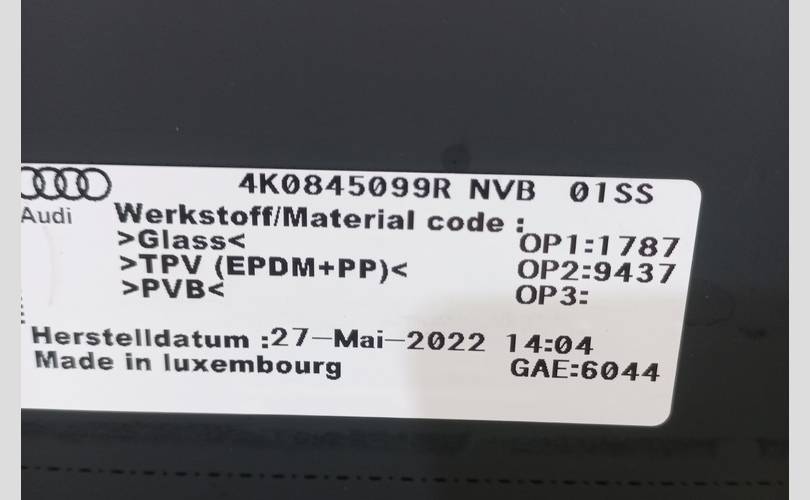 4K0845099R NVB 01SS
Audi
Werkstoff/Material code :
>Glass< OP1:1787
>TPV (EPDM+PP)< OP2:9437
>PVB< OP3:
Herstelldatum :27-Mai-2022 14:04
Made in luxembourg GAE:6044